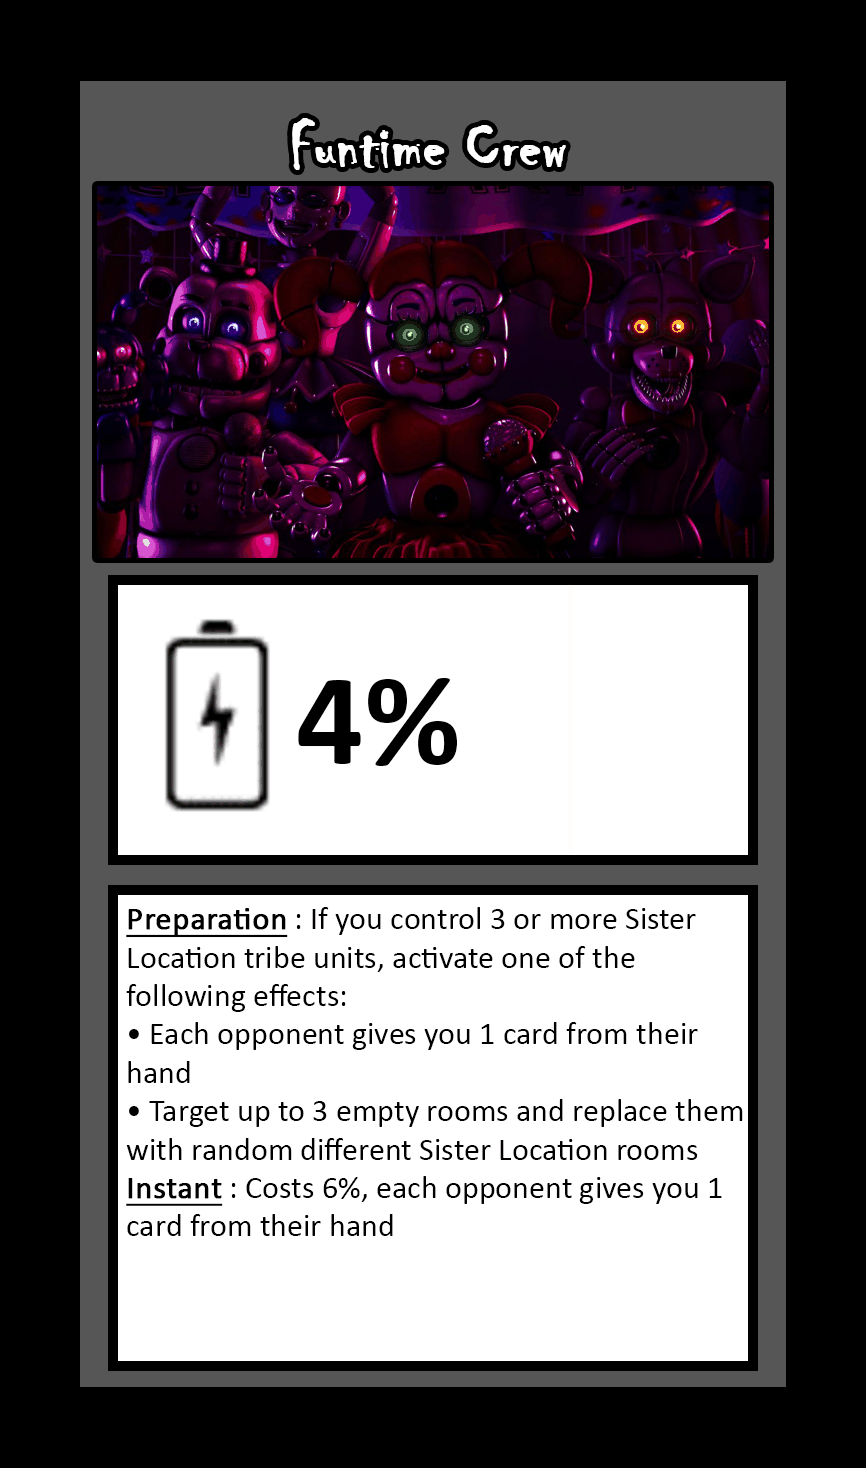 Funtime Crew
4%
Preparation : If you control 3 or more Sister
Location tribe units, activate one of the
following effects:
• Each opponent gives you 1 card from their
hand
• Target up to 3 empty rooms and replace them
with random different Sister Location rooms
Instant : Costs 6%, each opponent gives you 1
card from their hand